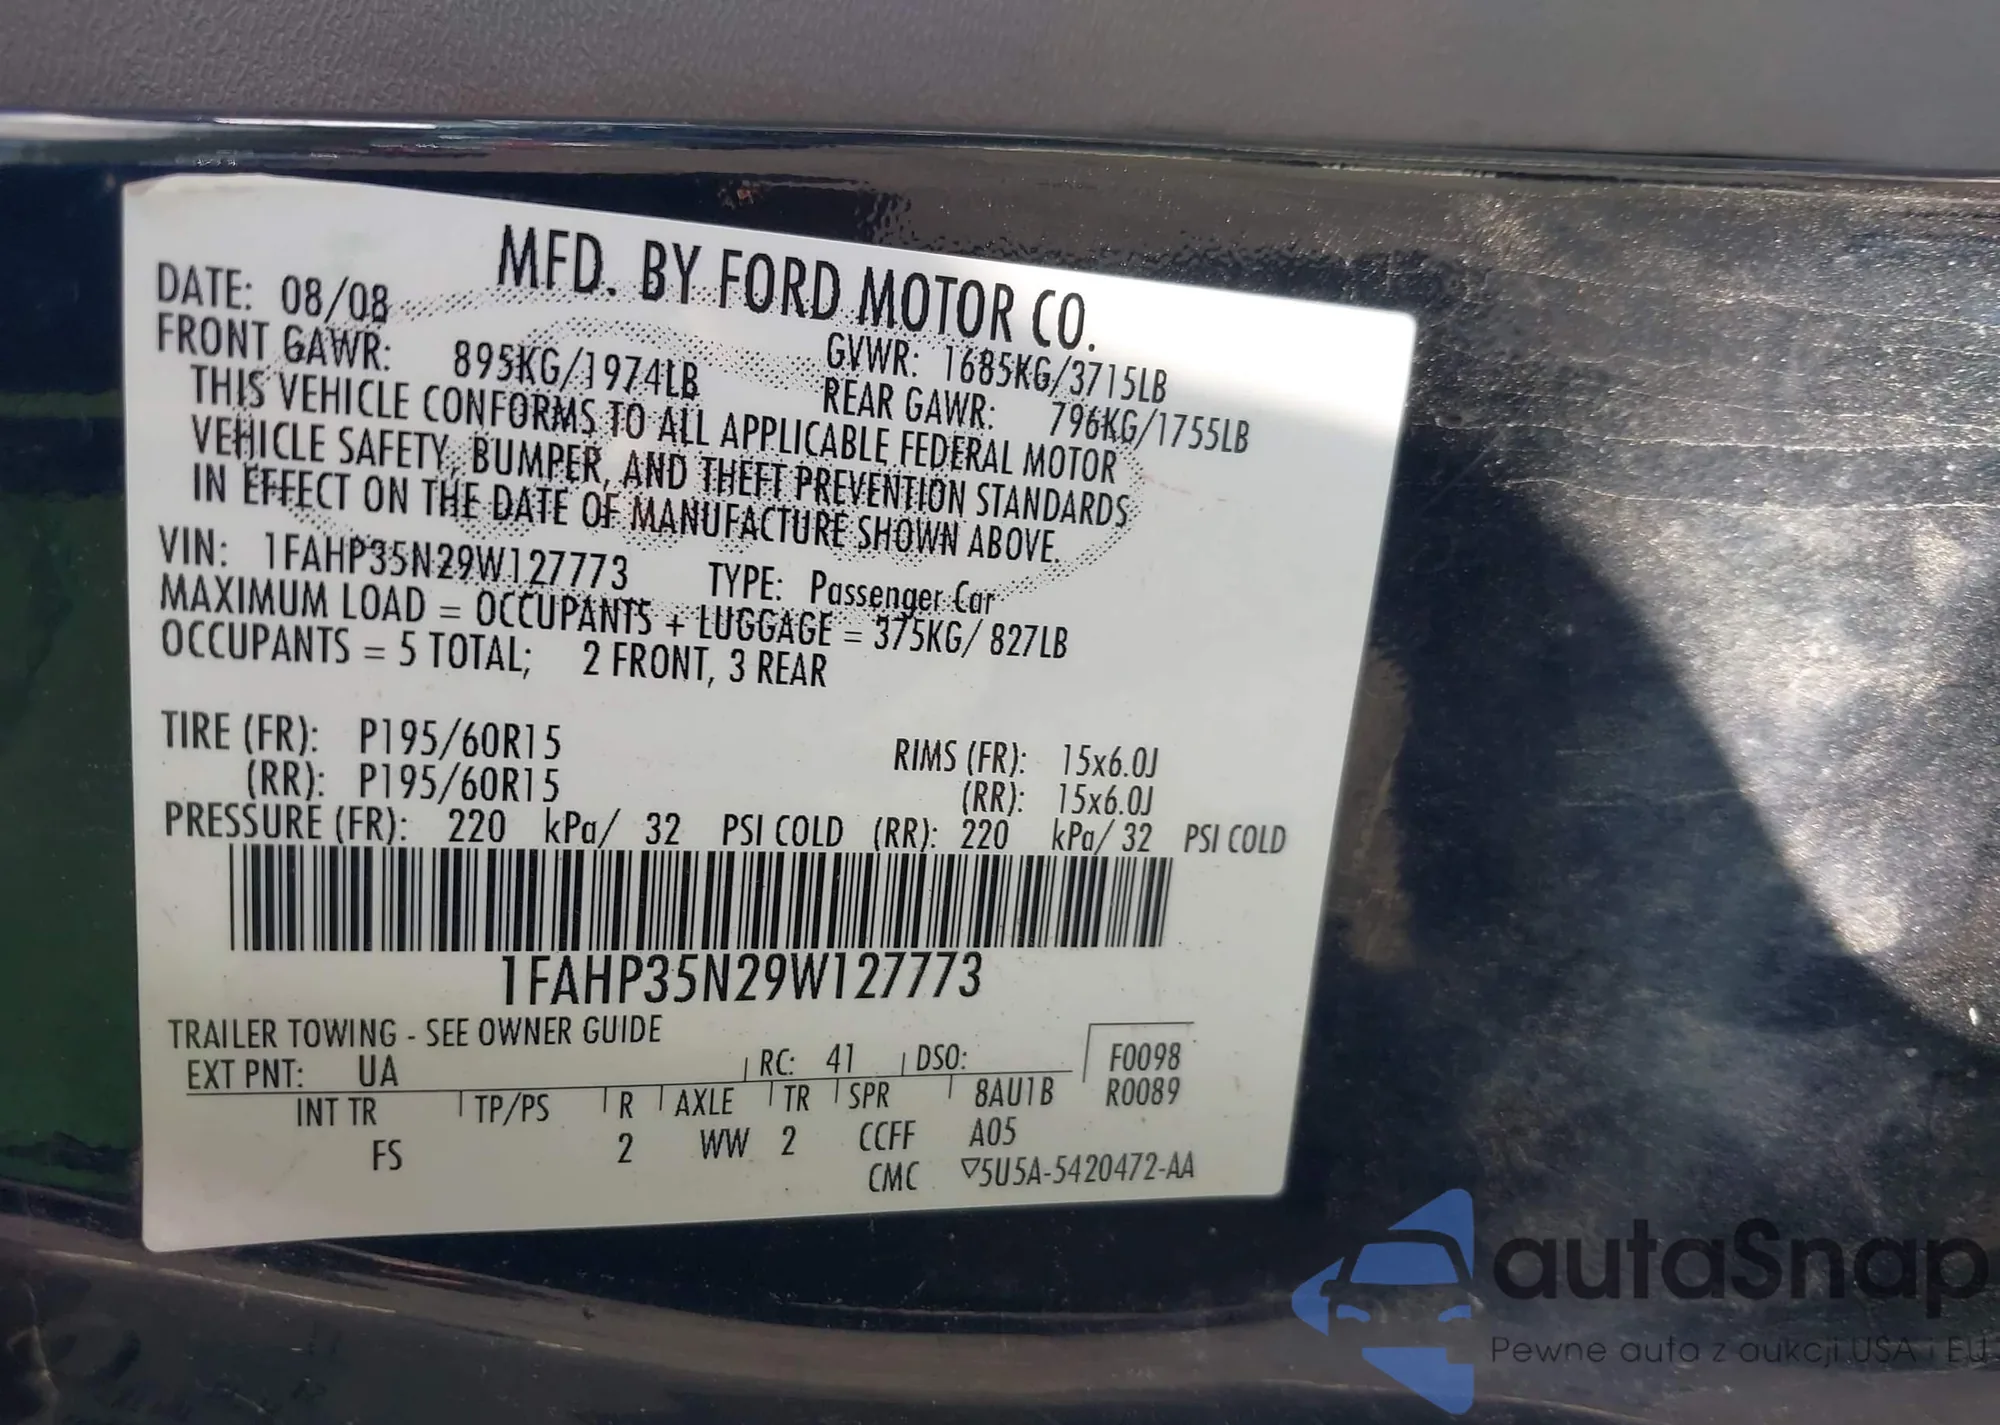 MFD. BY FORD MOTOR CO.
DATE: 08/08 GVWR: 1685KG/3715LB
FRONT GAWR: 895KG/1974LB REAR GAWR: 796KG/1755LB
THIS VEHICLE CONFORMS TO ALL APPLICABLE FEDERAL MOTOR
VEHICLE SAFETY, BUMPER, AND THEFT PREVENTION STANDARDS
IN EFFECT ON THE DATE OF MANUFACTURE SHOWN ABOVE.
VIN: 1FAHP35N29W127773 TYPE: Passenger Car
MAXIMUM LOAD = OCCUPANTS + LUGGAGE = 375KG/ 827LB
OCCUPANTS = 5 TOTAL; 2 FRONT, 3 REAR
TIRE (FR): P195/60R15 RIMS (FR): 15x6.0J
(RR): P195/60R15 (RR): 15x6.0J
PRESSURE (FR): 220 kPa/ 32 PSI COLD (RR): 220 kPa/ 32 PSI COLD
1FAHP35N29W127773
TRAILER TOWING - SEE OWNER GUIDE
EXT PNT: UA RC: 41 DSO: F0098
INT TR TP/PS R AXLE TR SPR 8AU1B R0089
FS 2 WW 2 CCFF A05
CMC ▽5U5A-5420472-AA
autaSnap
Pewne auta z aukcji USA i EU